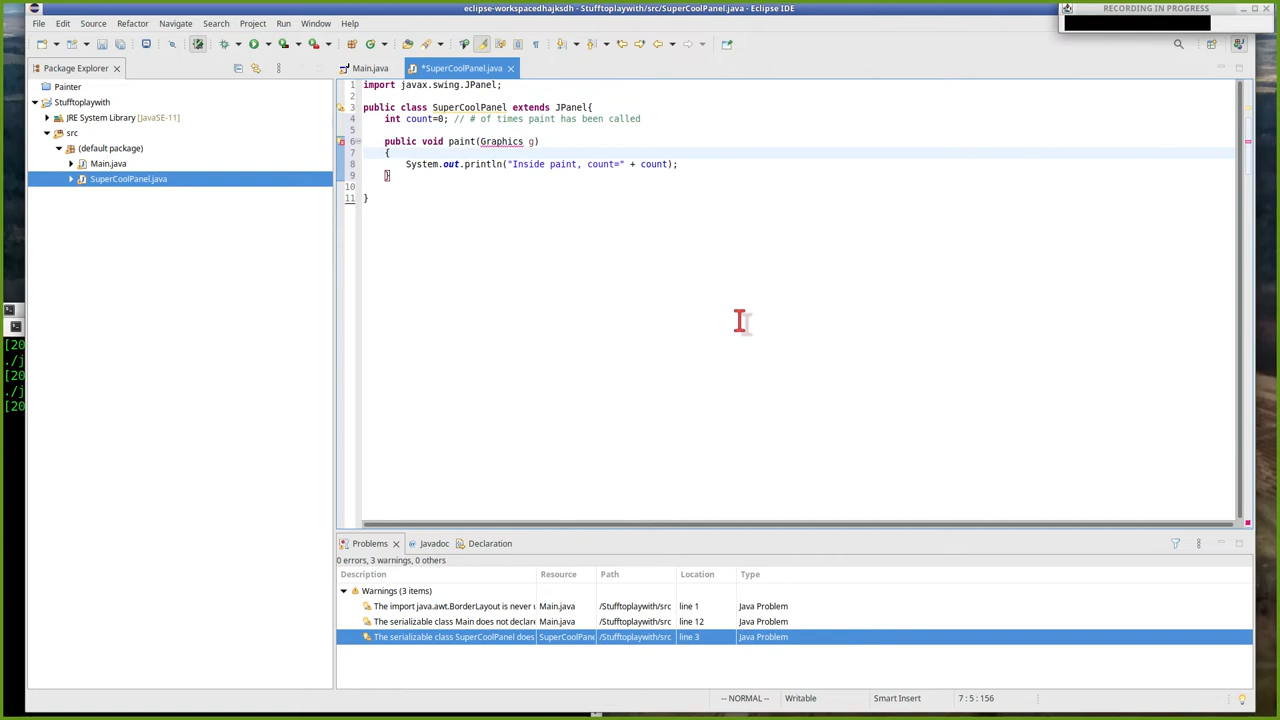 eclipse-workspacedhajksdh - Stufftoplaywith/src/SuperCoolPanel.java - Eclipse IDE
RECORDING IN PROGRESS
File Edit Source Refactor Navigate Search Project Run Window Help
Package Explorer
Main.java
*SuperCoolPanel.java
Painter
Stufftoplaywith
JRE System Library [JavaSE-11]
src
(default package)
Main.java
SuperCoolPanel.java
1 import javax.swing.JPanel;
2
3 public class SuperCoolPanel extends JPanel{
4 int count=0; // # of times paint has been called
5
6 public void paint(Graphics g)
7 {
8 System.out.println("Inside paint, count=" + count);
9 }
10
11 }
[20
./j
[20
./j
[20
Problems Javadoc Declaration
0 errors, 3 warnings, 0 others
Description Resource Path Location Type
Warnings (3 items)
The import java.awt.BorderLayout is never Main.java /Stufftoplaywith/src line 1 Java Problem
The serializable class Main does not declare Main.java /Stufftoplaywith/src line 12 Java Problem
The serializable class SuperCoolPanel does SuperCoolPane /Stufftoplaywith/src line 3 Java Problem
-- NORMAL -- Writable Smart Insert 7 : 5 : 156